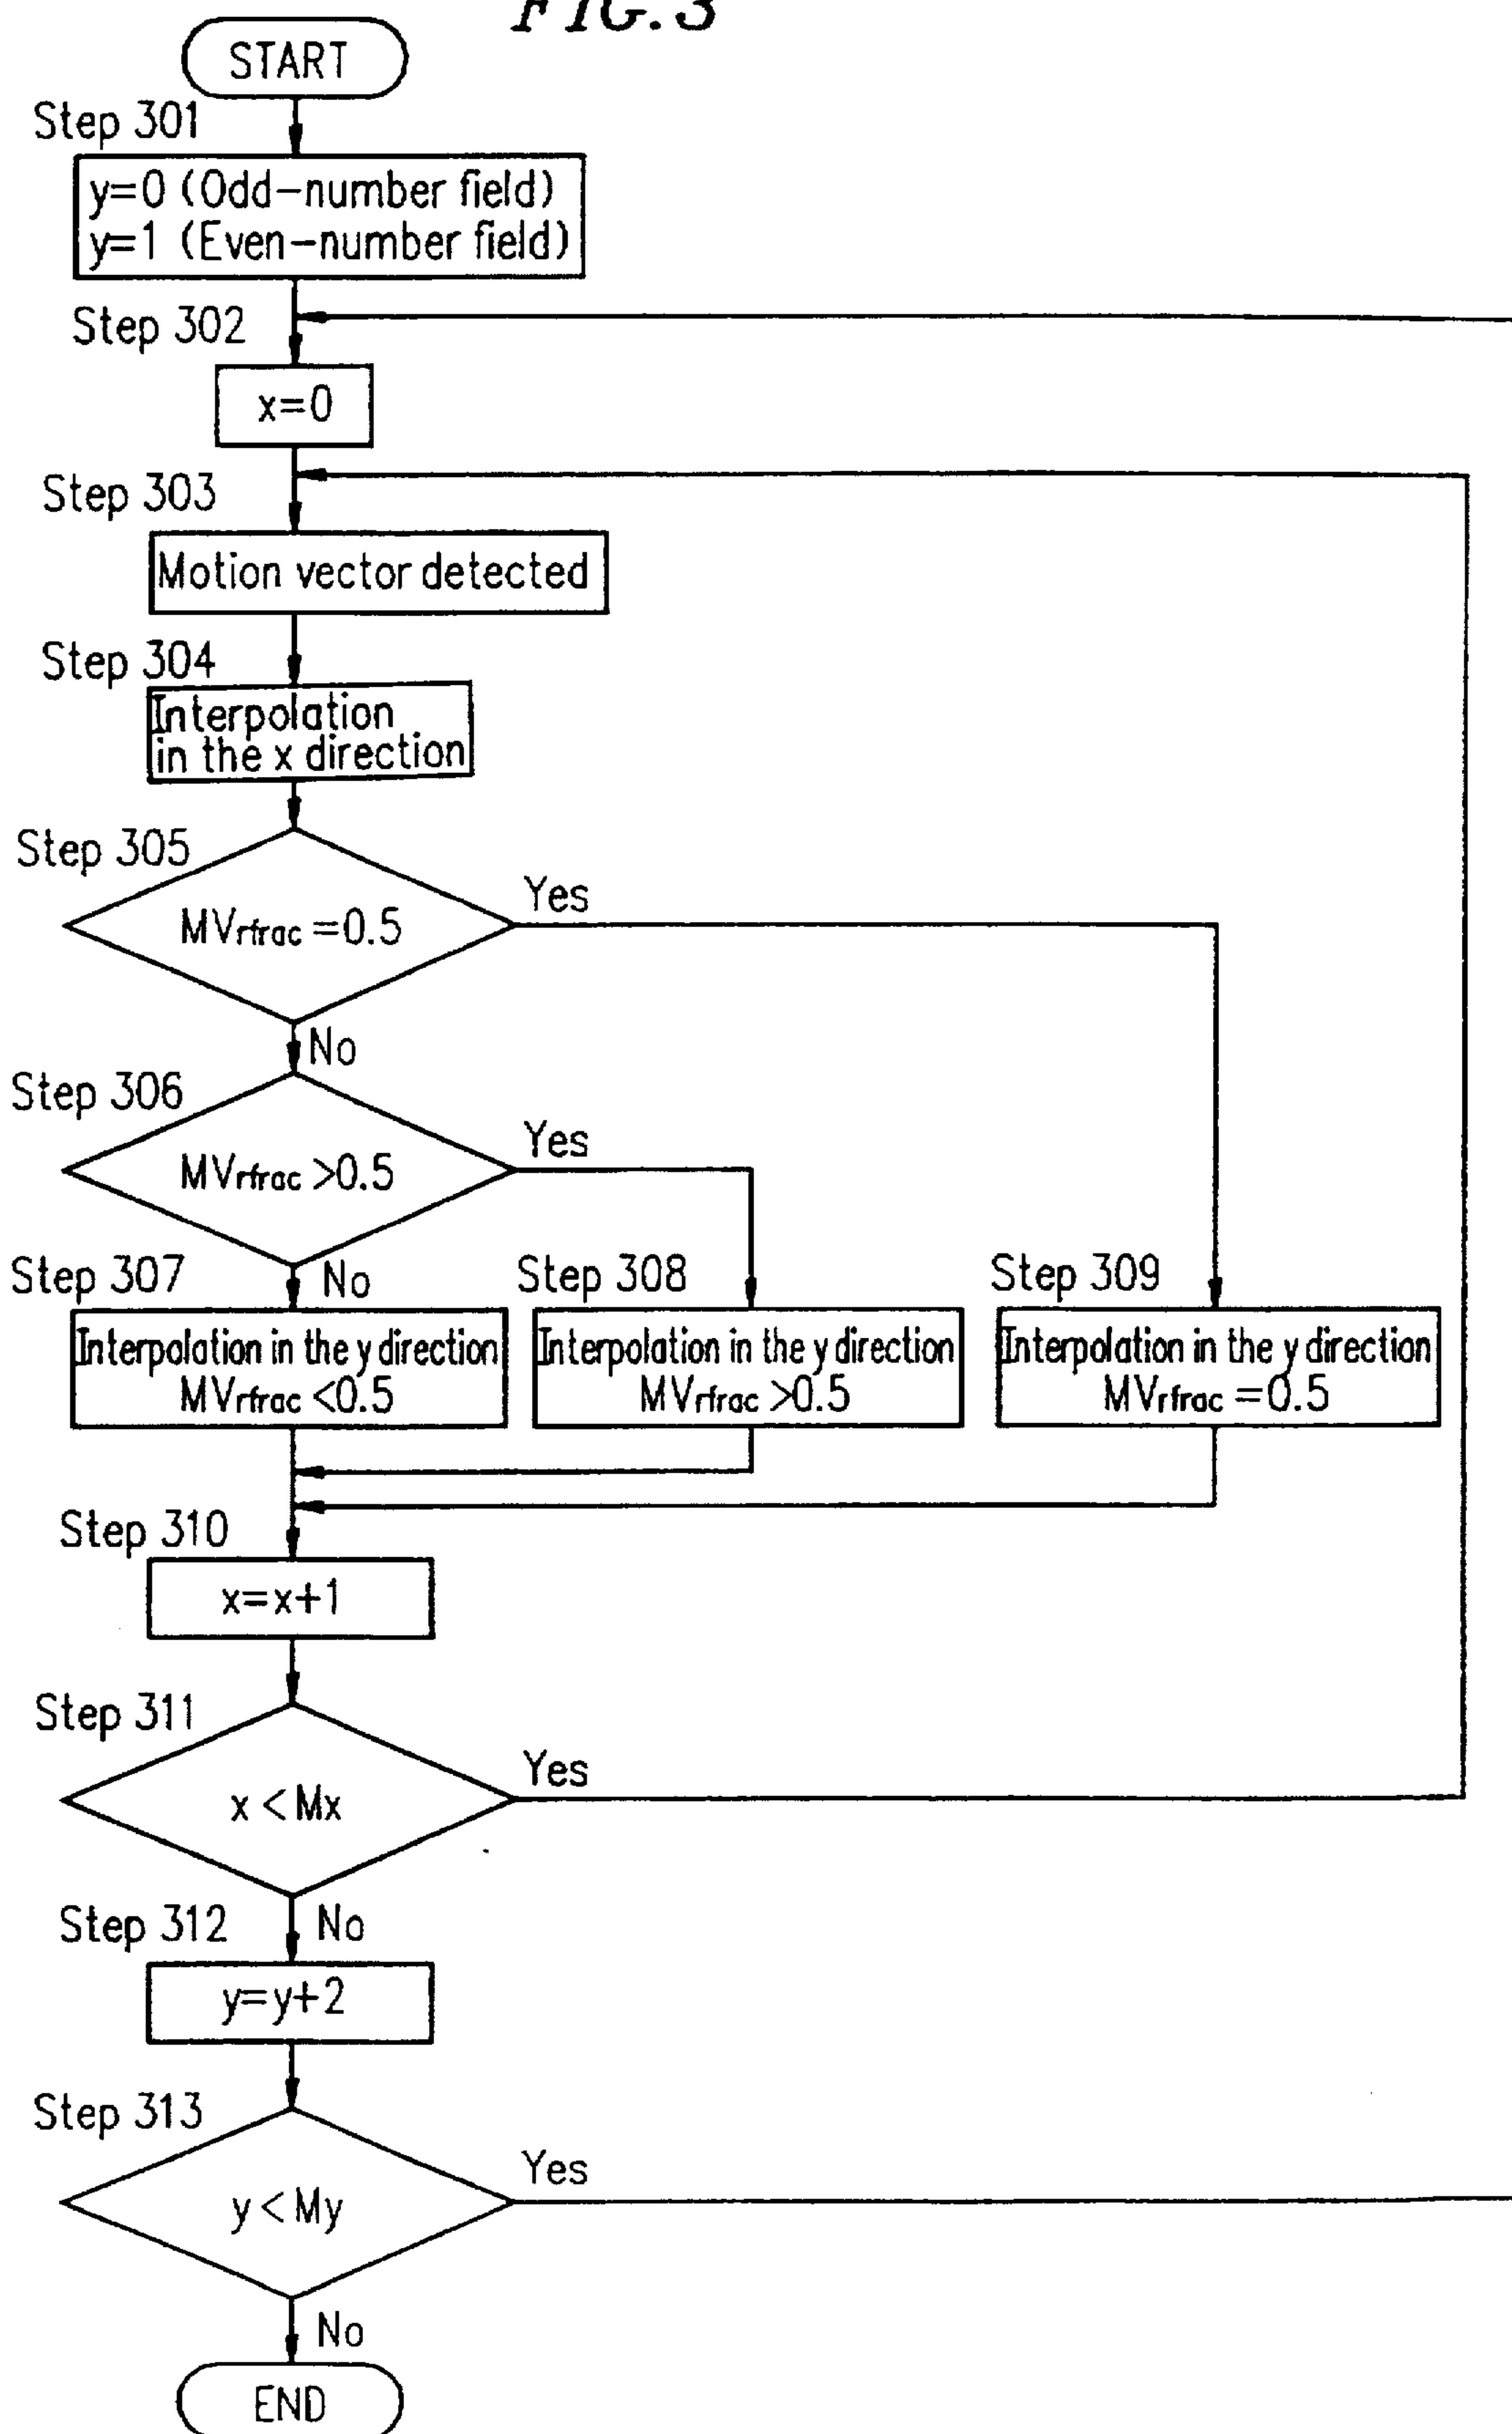 FIG. 3
START
Step 301
y=0 (Odd-number field)
y=1 (Even-number field)
Step 302
x=0
Step 303
Motion vector detected
Step 304
Interpolation
in the x direction
Step 305
MVrfrac =0.5
Yes
No
Step 306
MVrfrac >0.5
Yes
No
Step 307
Interpolation in the y direction
MVrfrac <0.5
Step 308
Interpolation in the y direction
MVrfrac >0.5
Step 309
Interpolation in the y direction
MVrfrac =0.5
Step 310
x=x+1
Step 311
x < Mx
Yes
No
Step 312
y=y+2
Step 313
y < My
Yes
No
END